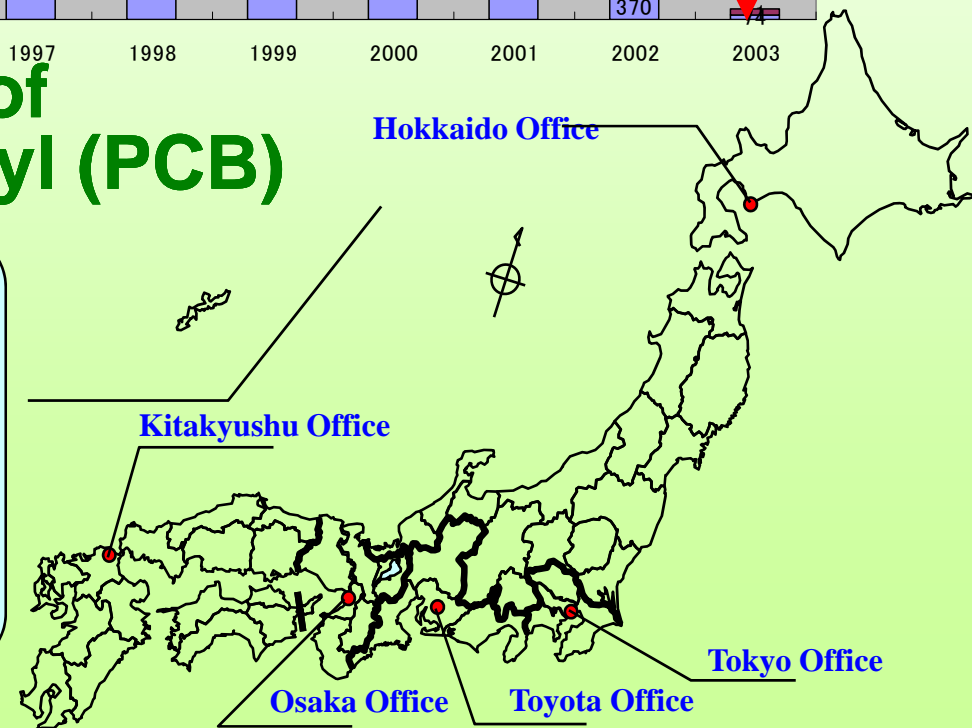 370
74
1997 1998 1999 2000 2001 2002 2003
of
yl (PCB)
Hokkaido Office
Kitakyushu Office
Tokyo Office
Osaka Office
Toyota Office